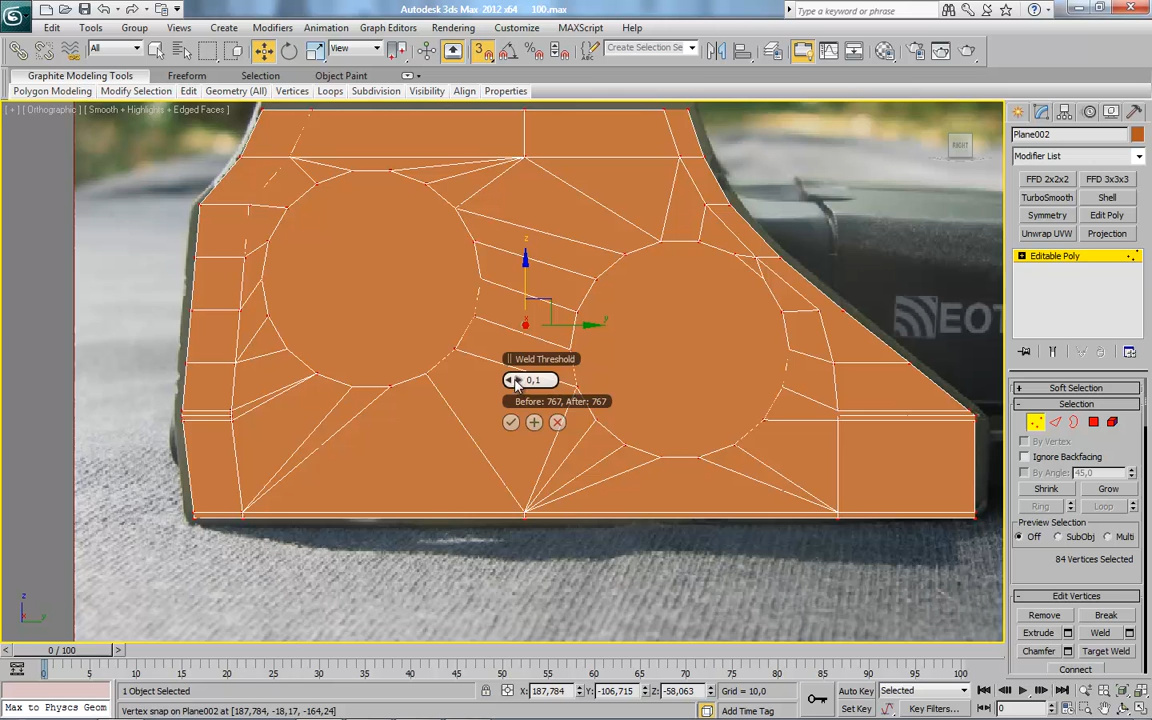 Autodesk 3ds Max 2012 x64 100.max
Type a keyword or phrase
Edit Tools Group Views Create Modifiers Animation Graph Editors Rendering Customize MAXScript Help
All View 3 Create Selection Se
Graphite Modeling Tools Freeform Selection Object Paint
Polygon Modeling Modify Selection Edit Geometry (All) Vertices Loops Subdivision Visibility Align Properties
[ + ] [ Orthographic ] [ Smooth + Highlights + Edged Faces ]
RIGHT
z
y
x
EOT
Weld Threshold
0,1
Before: 767, After: 767
z
y
Plane002
Modifier List
FFD 2x2x2 FFD 3x3x3
TurboSmooth Shell
Symmetry Edit Poly
Unwrap UVW Projection
Editable Poly
Soft Selection
Selection
By Vertex
Ignore Backfacing
By Angle: 45,0
Shrink Grow
Ring Loop
Preview Selection
Off SubObj Multi
84 Vertices Selected
Edit Vertices
Remove Break
Extrude Weld
Chamfer Target Weld
Connect
0 / 100
0 5 10 15 20 25 30 35 40 45 50 55 60 65 70 75 80 85 90 95 100
1 Object Selected X: 187,784 Y: -106,715 Z: -58,063 Grid = 10,0 Auto Key Selected
Max to Physcs Geom Vertex snap on Plane002 at [187,784, -18,17, -164,24] Add Time Tag Set Key Key Filters... 0